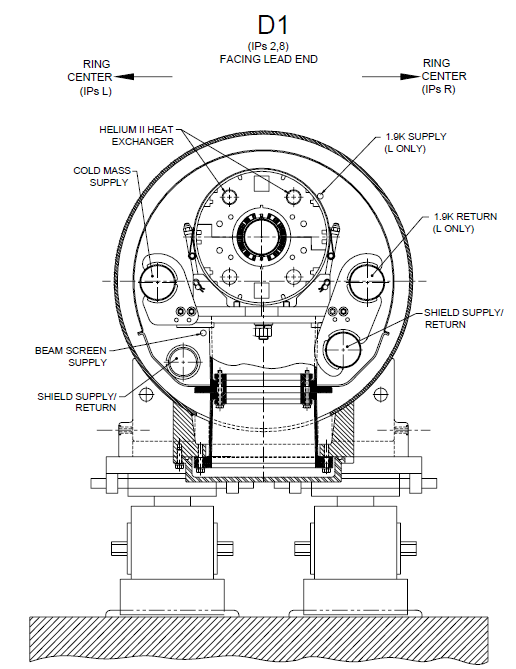 D1
(IPs 2,8)
FACING LEAD END
RING
CENTER
(IPs L)
RING
CENTER
(IPs R)
HELIUM II HEAT
EXCHANGER
1.9K SUPPLY
(L ONLY)
COLD MASS
SUPPLY
1.9K RETURN
(L ONLY)
SHIELD SUPPLY/
RETURN
BEAM SCREEN
SUPPLY
SHIELD SUPPLY/
RETURN